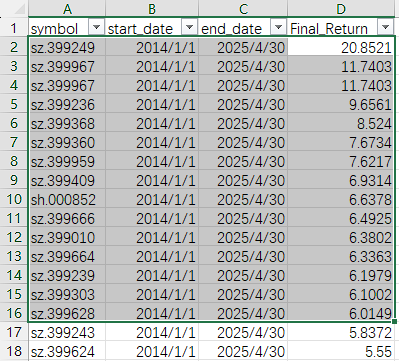 A B C D
1 symbol start_date end_date Final_Return
2 sz.399249 2014/1/1 2025/4/30 20.8521
3 sz.399967 2014/1/1 2025/4/30 11.7403
4 sz.399967 2014/1/1 2025/4/30 11.7403
5 sz.399236 2014/1/1 2025/4/30 9.6561
6 sz.399368 2014/1/1 2025/4/30 8.524
7 sz.399360 2014/1/1 2025/4/30 7.6734
8 sz.399959 2014/1/1 2025/4/30 7.6217
9 sz.399409 2014/1/1 2025/4/30 6.9314
10 sh.000852 2014/1/1 2025/4/30 6.6378
11 sz.399666 2014/1/1 2025/4/30 6.4925
12 sz.399010 2014/1/1 2025/4/30 6.3802
13 sz.399664 2014/1/1 2025/4/30 6.3363
14 sz.399239 2014/1/1 2025/4/30 6.1979
15 sz.399303 2014/1/1 2025/4/30 6.1002
16 sz.399628 2014/1/1 2025/4/30 6.0149
17 sz.399243 2014/1/1 2025/4/30 5.8372
18 sz.399624 2014/1/1 2025/4/30 5.55